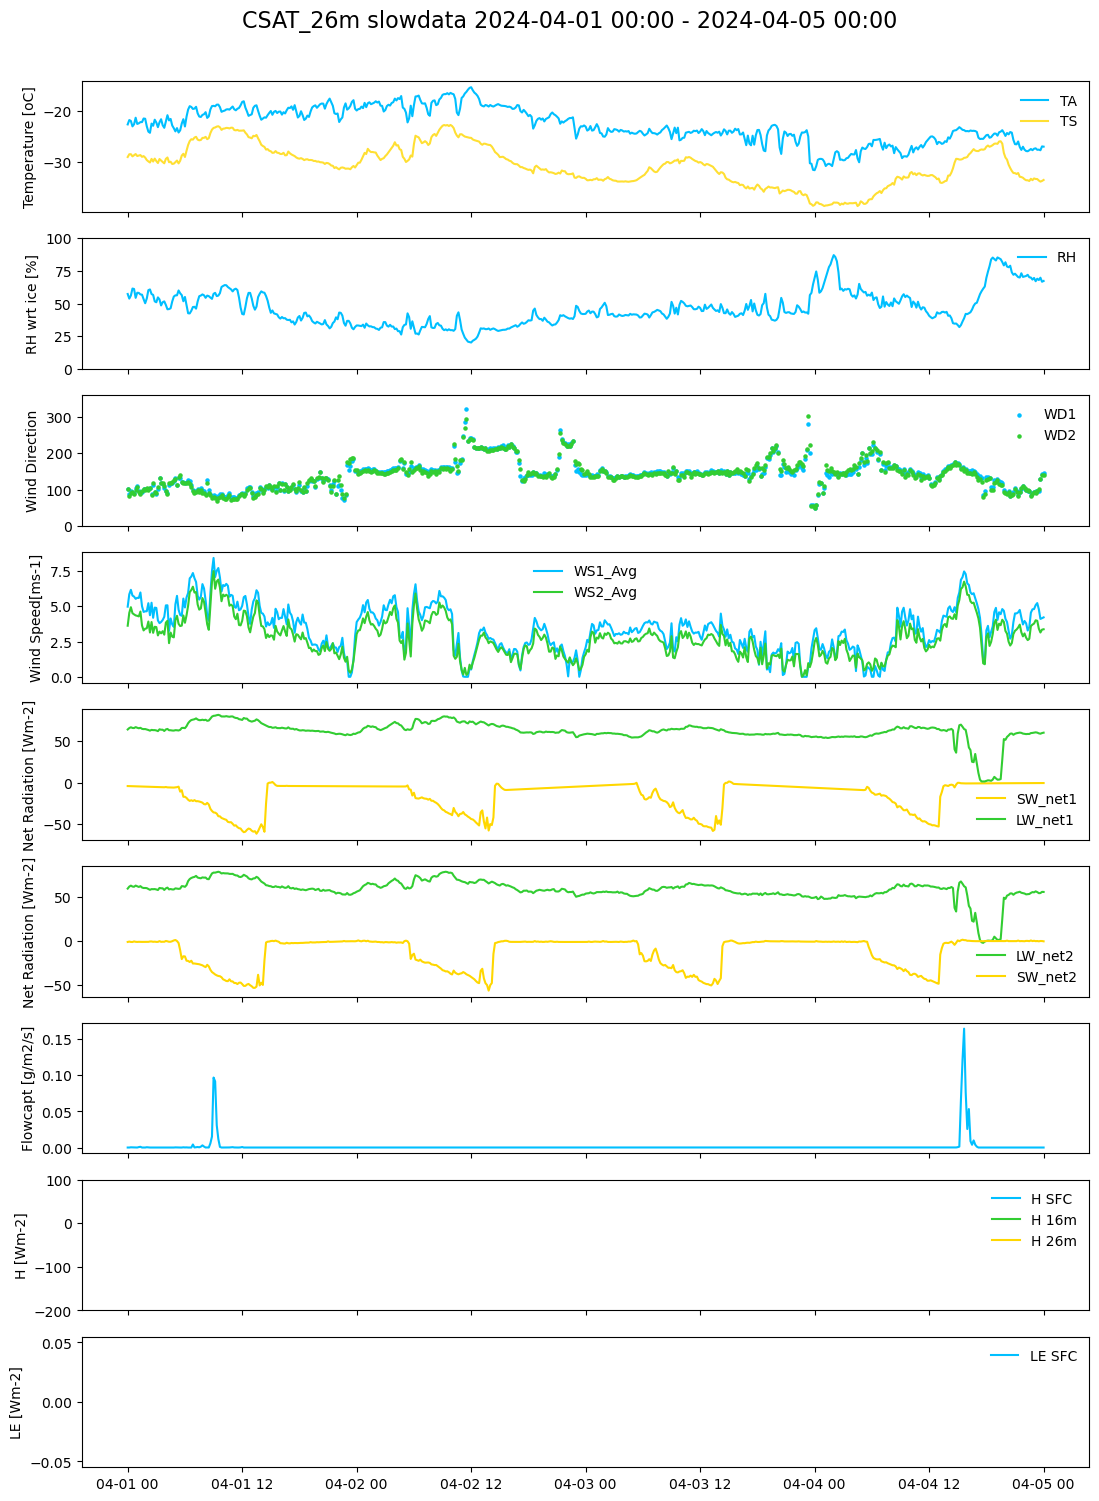 CSAT_26m slowdata 2024-04-01 00:00 - 2024-04-05 00:00
Temperature [oC]
−20
−30
TA
TS
RH wrt ice [%]
100
75
50
25
0
RH
Wind Direction
300
200
100
0
WD1
WD2
Wind Speed[ms-1]
7.5
5.0
2.5
0.0
WS1_Avg
WS2_Avg
Net Radiation [Wm-2]
50
0
−50
SW_net1
LW_net1
Net Radiation [Wm-2]
50
0
−50
LW_net2
SW_net2
Flowcapt [g/m2/s]
0.15
0.10
0.05
0.00
H [Wm-2]
100
0
−100
−200
H SFC
H 16m
H 26m
LE [Wm-2]
0.05
0.00
−0.05
LE SFC
04-01 00 04-01 12 04-02 00 04-02 12 04-03 00 04-03 12 04-04 00 04-04 12 04-05 00